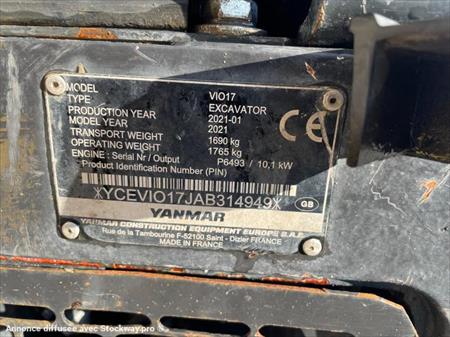 MODEL VIO17
TYPE EXCAVATOR
PRODUCTION YEAR 2021-01
MODEL YEAR 2021
TRANSPORT WEIGHT 1690 kg
OPERATING WEIGHT 1765 kg
ENGINE: Serial Nr / Output P6493 / 10,1 kW
Product Identification Number (PIN)
CE
XYCEVIO17JAB314949X
GB
YANMAR
YANMAR CONSTRUCTION EQUIPMENT EUROPE S.A.S
Rue de la Tambourine F-52100 Saint - Dizier FRANCE
MADE IN FRANCE
Annonce diffusée avec Stockway.pro ©